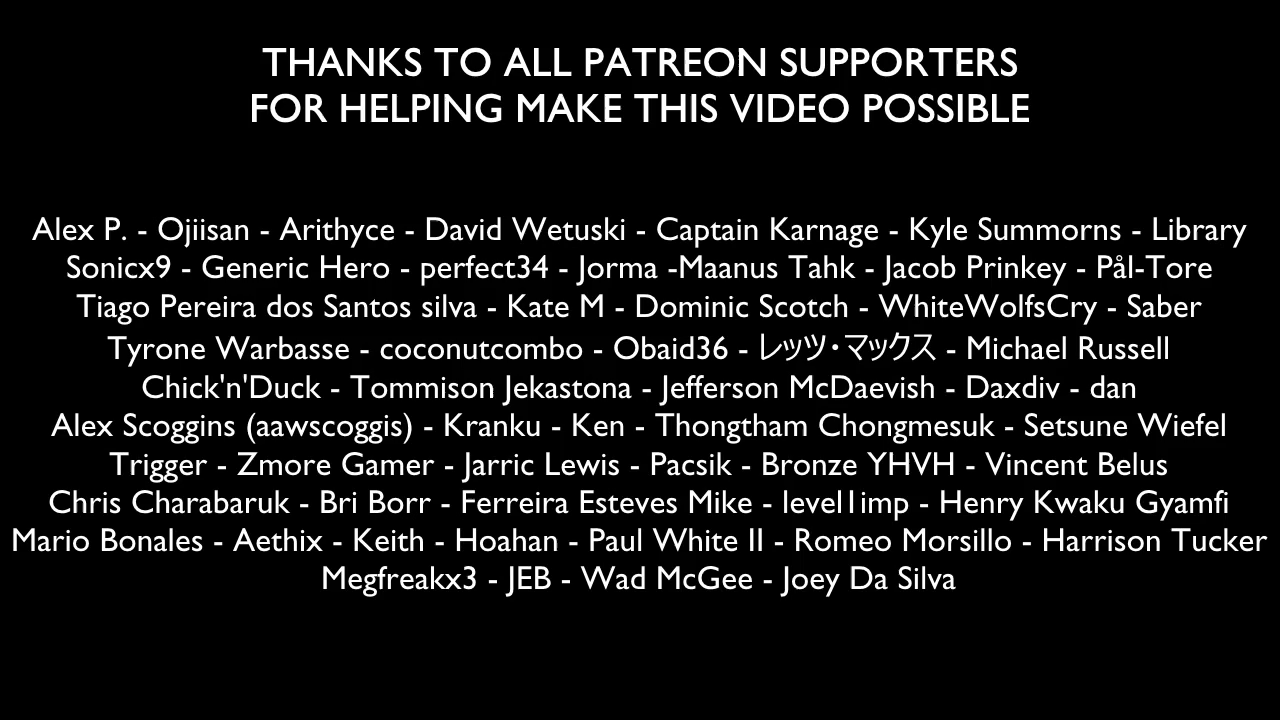 THANKS TO ALL PATREON SUPPORTERS
FOR HELPING MAKE THIS VIDEO POSSIBLE
Alex P. - Ojiisan - Arithyce - David Wetuski - Captain Karnage - Kyle Summorns - Library
Sonicx9 - Generic Hero - perfect34 - Jorma -Maanus Tahk - Jacob Prinkey - Pål-Tore
Tiago Pereira dos Santos silva - Kate M - Dominic Scotch - WhiteWolfsCry - Saber
Tyrone Warbasse - coconutcombo - Obaid36 - レッツ・マックス - Michael Russell
Chick'n'Duck - Tommison Jekastona - Jefferson McDaevish - Daxdiv - dan
Alex Scoggins (aawscoggis) - Kranku - Ken - Thongtham Chongmesuk - Setsune Wiefel
Trigger - Zmore Gamer - Jarric Lewis - Pacsik - Bronze YHVH - Vincent Belus
Chris Charabaruk - Bri Borr - Ferreira Esteves Mike - level1imp - Henry Kwaku Gyamfi
Mario Bonales - Aethix - Keith - Hoahan - Paul White II - Romeo Morsillo - Harrison Tucker
Megfreakx3 - JEB - Wad McGee - Joey Da Silva